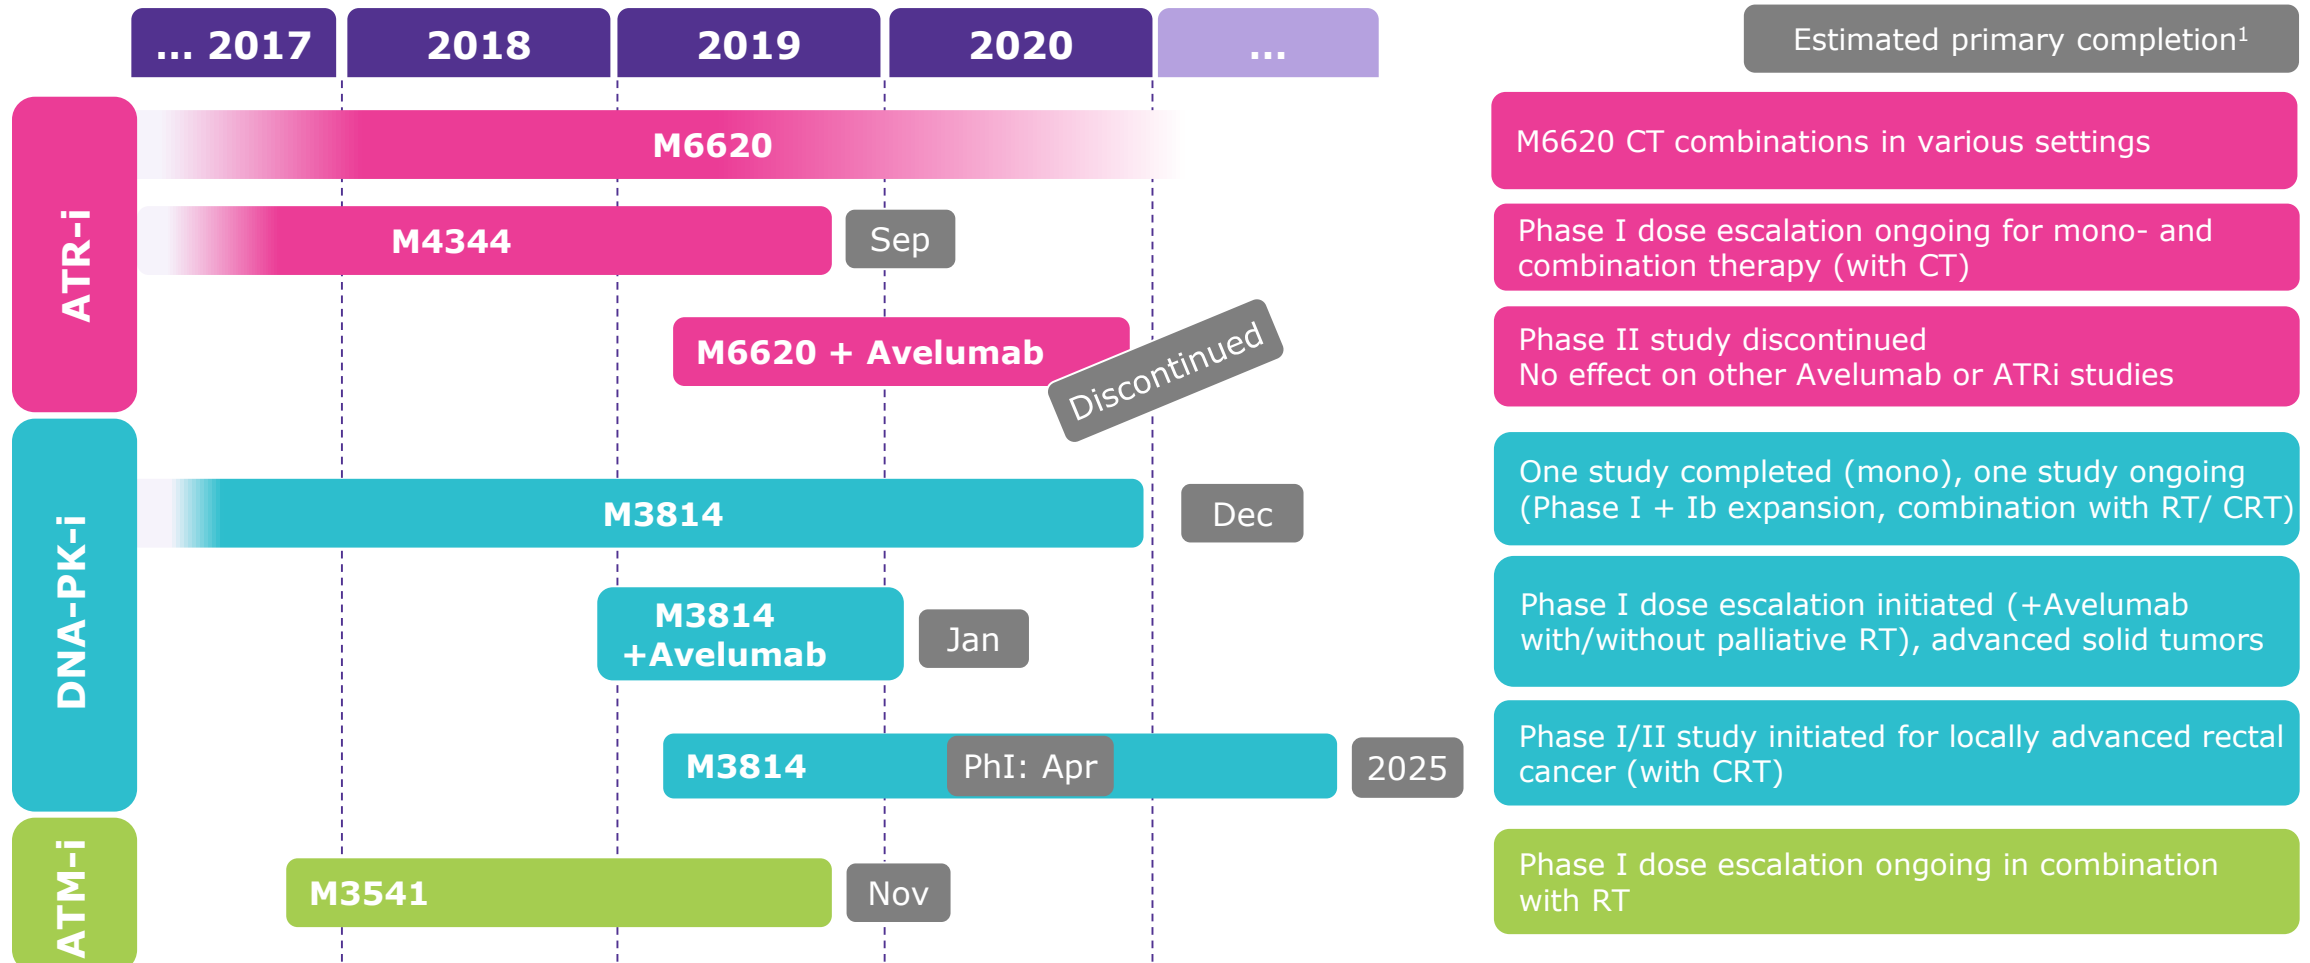 ... 2017
2018
2019
2020
...
Estimated primary completion¹
ATR-i
M6620
M6620 CT combinations in various settings
M4344
Sep
Phase I dose escalation ongoing for mono- and
combination therapy (with CT)
M6620 + Avelumab
Discontinued
Phase II study discontinued
No effect on other Avelumab or ATRi studies
DNA-PK-i
M3814
Dec
One study completed (mono), one study ongoing
(Phase I + Ib expansion, combination with RT/ CRT)
M3814
+Avelumab
Jan
Phase I dose escalation initiated (+Avelumab
with/without palliative RT), advanced solid tumors
M3814
PhI: Apr
2025
Phase I/II study initiated for locally advanced rectal
cancer (with CRT)
ATM-i
M3541
Nov
Phase I dose escalation ongoing in combination
with RT